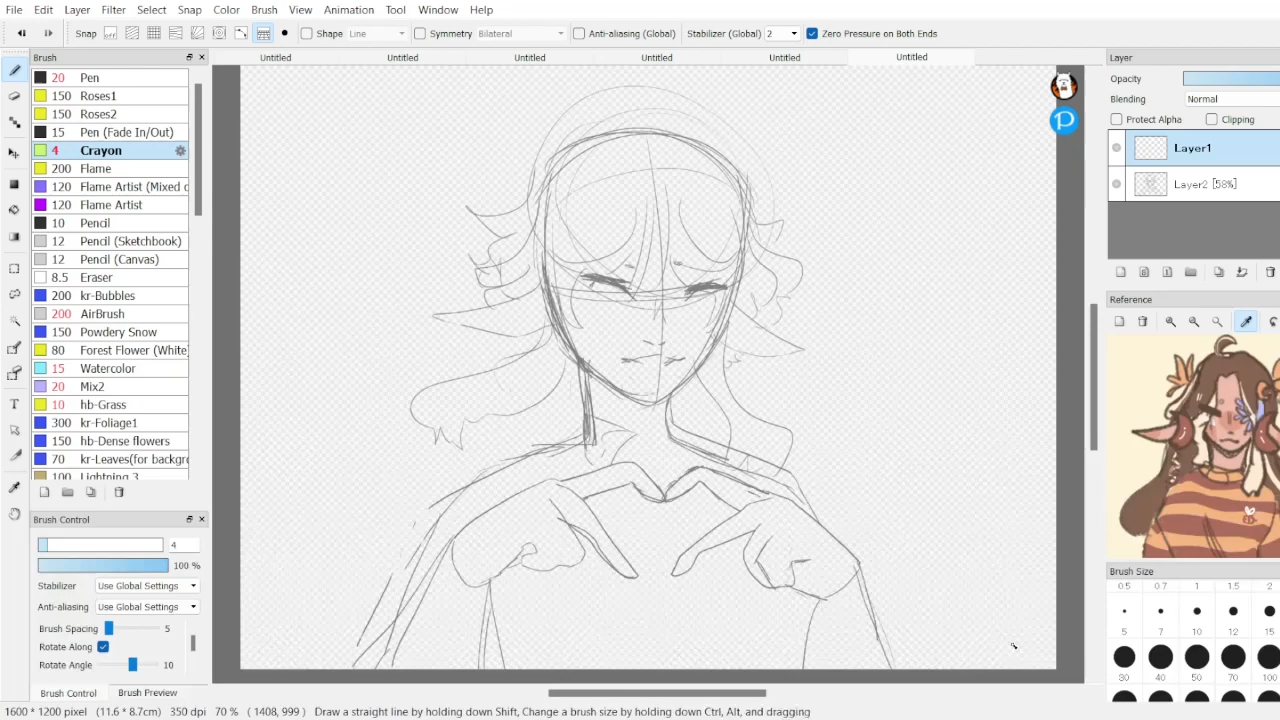 File Edit Layer Filter Select Snap Color Brush View Animation Tool Window Help
Snap off Shape Line Symmetry Bilateral Anti-aliasing (Global) Stabilizer (Global) 2 Zero Pressure on Both Ends
Brush
Untitled Untitled Untitled Untitled Untitled Untitled
20 Pen
150 Roses1
150 Roses2
15 Pen (Fade In/Out)
4 Crayon
200 Flame
120 Flame Artist (Mixed c
120 Flame Artist
10 Pencil
12 Pencil (Sketchbook)
12 Pencil (Canvas)
8.5 Eraser
200 kr-Bubbles
200 AirBrush
150 Powdery Snow
80 Forest Flower (White)
15 Watercolor
20 Mix2
10 hb-Grass
300 kr-Foliage1
150 hb-Dense flowers
70 kr-Leaves(for backgro
100 Lightning 3
Brush Control
4
100 %
Stabilizer Use Global Settings
Anti-aliasing Use Global Settings
Brush Spacing 5
Rotate Along
Rotate Angle 10
Brush Control Brush Preview
Layer
Opacity
Blending Normal
Protect Alpha Clipping
Layer1
Layer2 [58%]
Reference
Brush Size
0.5 0.7 1 1.5 2
5 7 10 12 15
30 40 50 70 100
1600 * 1200 pixel (11.6 * 8.7cm) 350 dpi 70 % ( 1408, 999 ) Draw a straight line by holding down Shift, Change a brush size by holding down Ctrl, Alt, and dragging